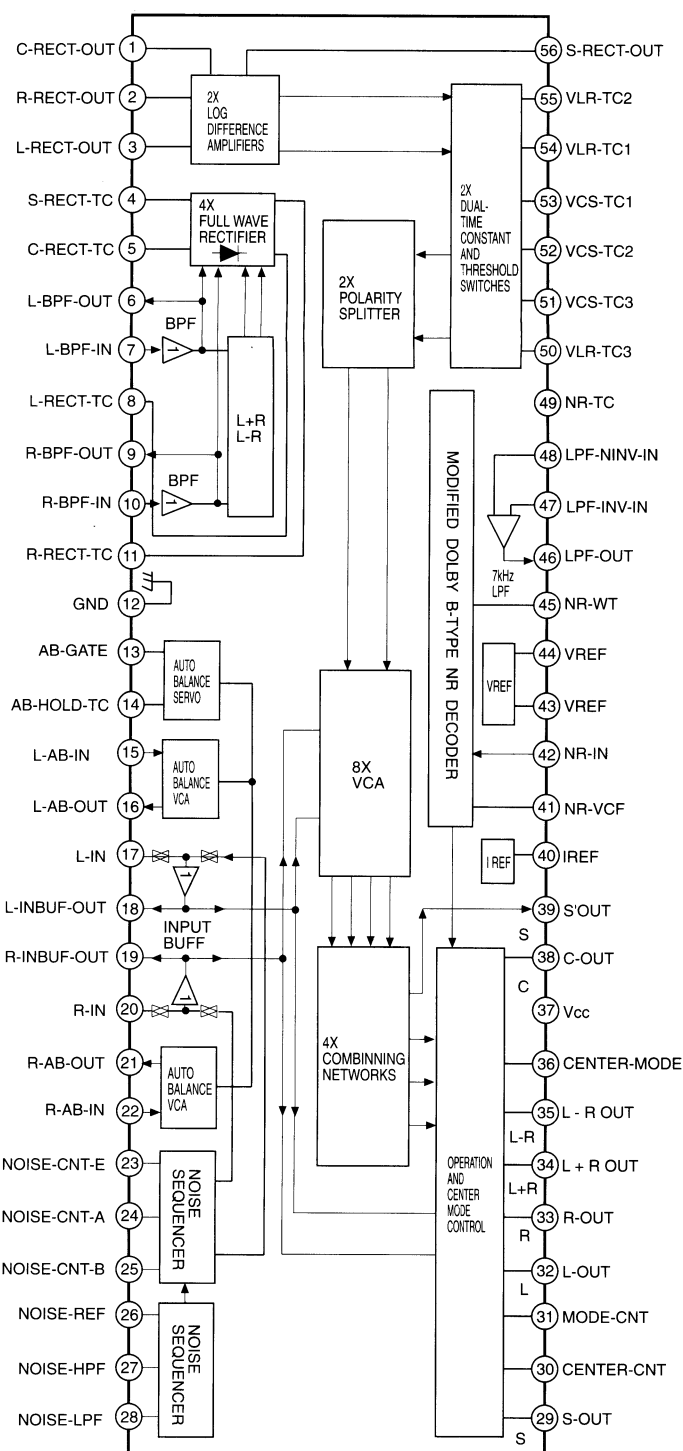 C-RECT-OUT 1
R-RECT-OUT 2
L-RECT-OUT 3
S-RECT-TC 4
C-RECT-TC 5
L-BPF-OUT 6
L-BPF-IN 7
L-RECT-TC 8
R-BPF-OUT 9
R-BPF-IN 10
R-RECT-TC 11
GND 12
AB-GATE 13
AB-HOLD-TC 14
L-AB-IN 15
L-AB-OUT 16
L-IN 17
L-INBUF-OUT 18
R-INBUF-OUT 19
R-IN 20
R-AB-OUT 21
R-AB-IN 22
NOISE-CNT-E 23
NOISE-CNT-A 24
NOISE-CNT-B 25
NOISE-REF 26
NOISE-HPF 27
NOISE-LPF 28
2X
LOG
DIFFERENCE
AMPLIFIERS
4X
FULL WAVE
RECTIFIER
BPF
1
L+R
L-R
BPF
1
AUTO
BALANCE
SERVO
AUTO
BALANCE
VCA
1
INPUT
BUFF
1
AUTO
BALANCE
VCA
NOISE
SEQUENCER
NOISE
SEQUENCER
2X
POLARITY
SPLITTER
8X
VCA
4X
COMBINNING
NETWORKS
2X
DUAL-
TIME
CONSTANT
AND
THRESHOLD
SWITCHES
MODIFIED DOLBY B-TYPE NR DECODER
7kHz
LPF
VREF
I REF
OPERATION
AND
CENTER
MODE
CONTROL
56 S-RECT-OUT
55 VLR-TC2
54 VLR-TC1
53 VCS-TC1
52 VCS-TC2
51 VCS-TC3
50 VLR-TC3
49 NR-TC
48 LPF-NINV-IN
47 LPF-INV-IN
46 LPF-OUT
45 NR-WT
44 VREF
43 VREF
42 NR-IN
41 NR-VCF
40 IREF
39 S'OUT
S
38 C-OUT
C
37 Vcc
36 CENTER-MODE
35 L - R OUT
L-R
34 L + R OUT
L+R
33 R-OUT
R
32 L-OUT
L
31 MODE-CNT
30 CENTER-CNT
29 S-OUT
S